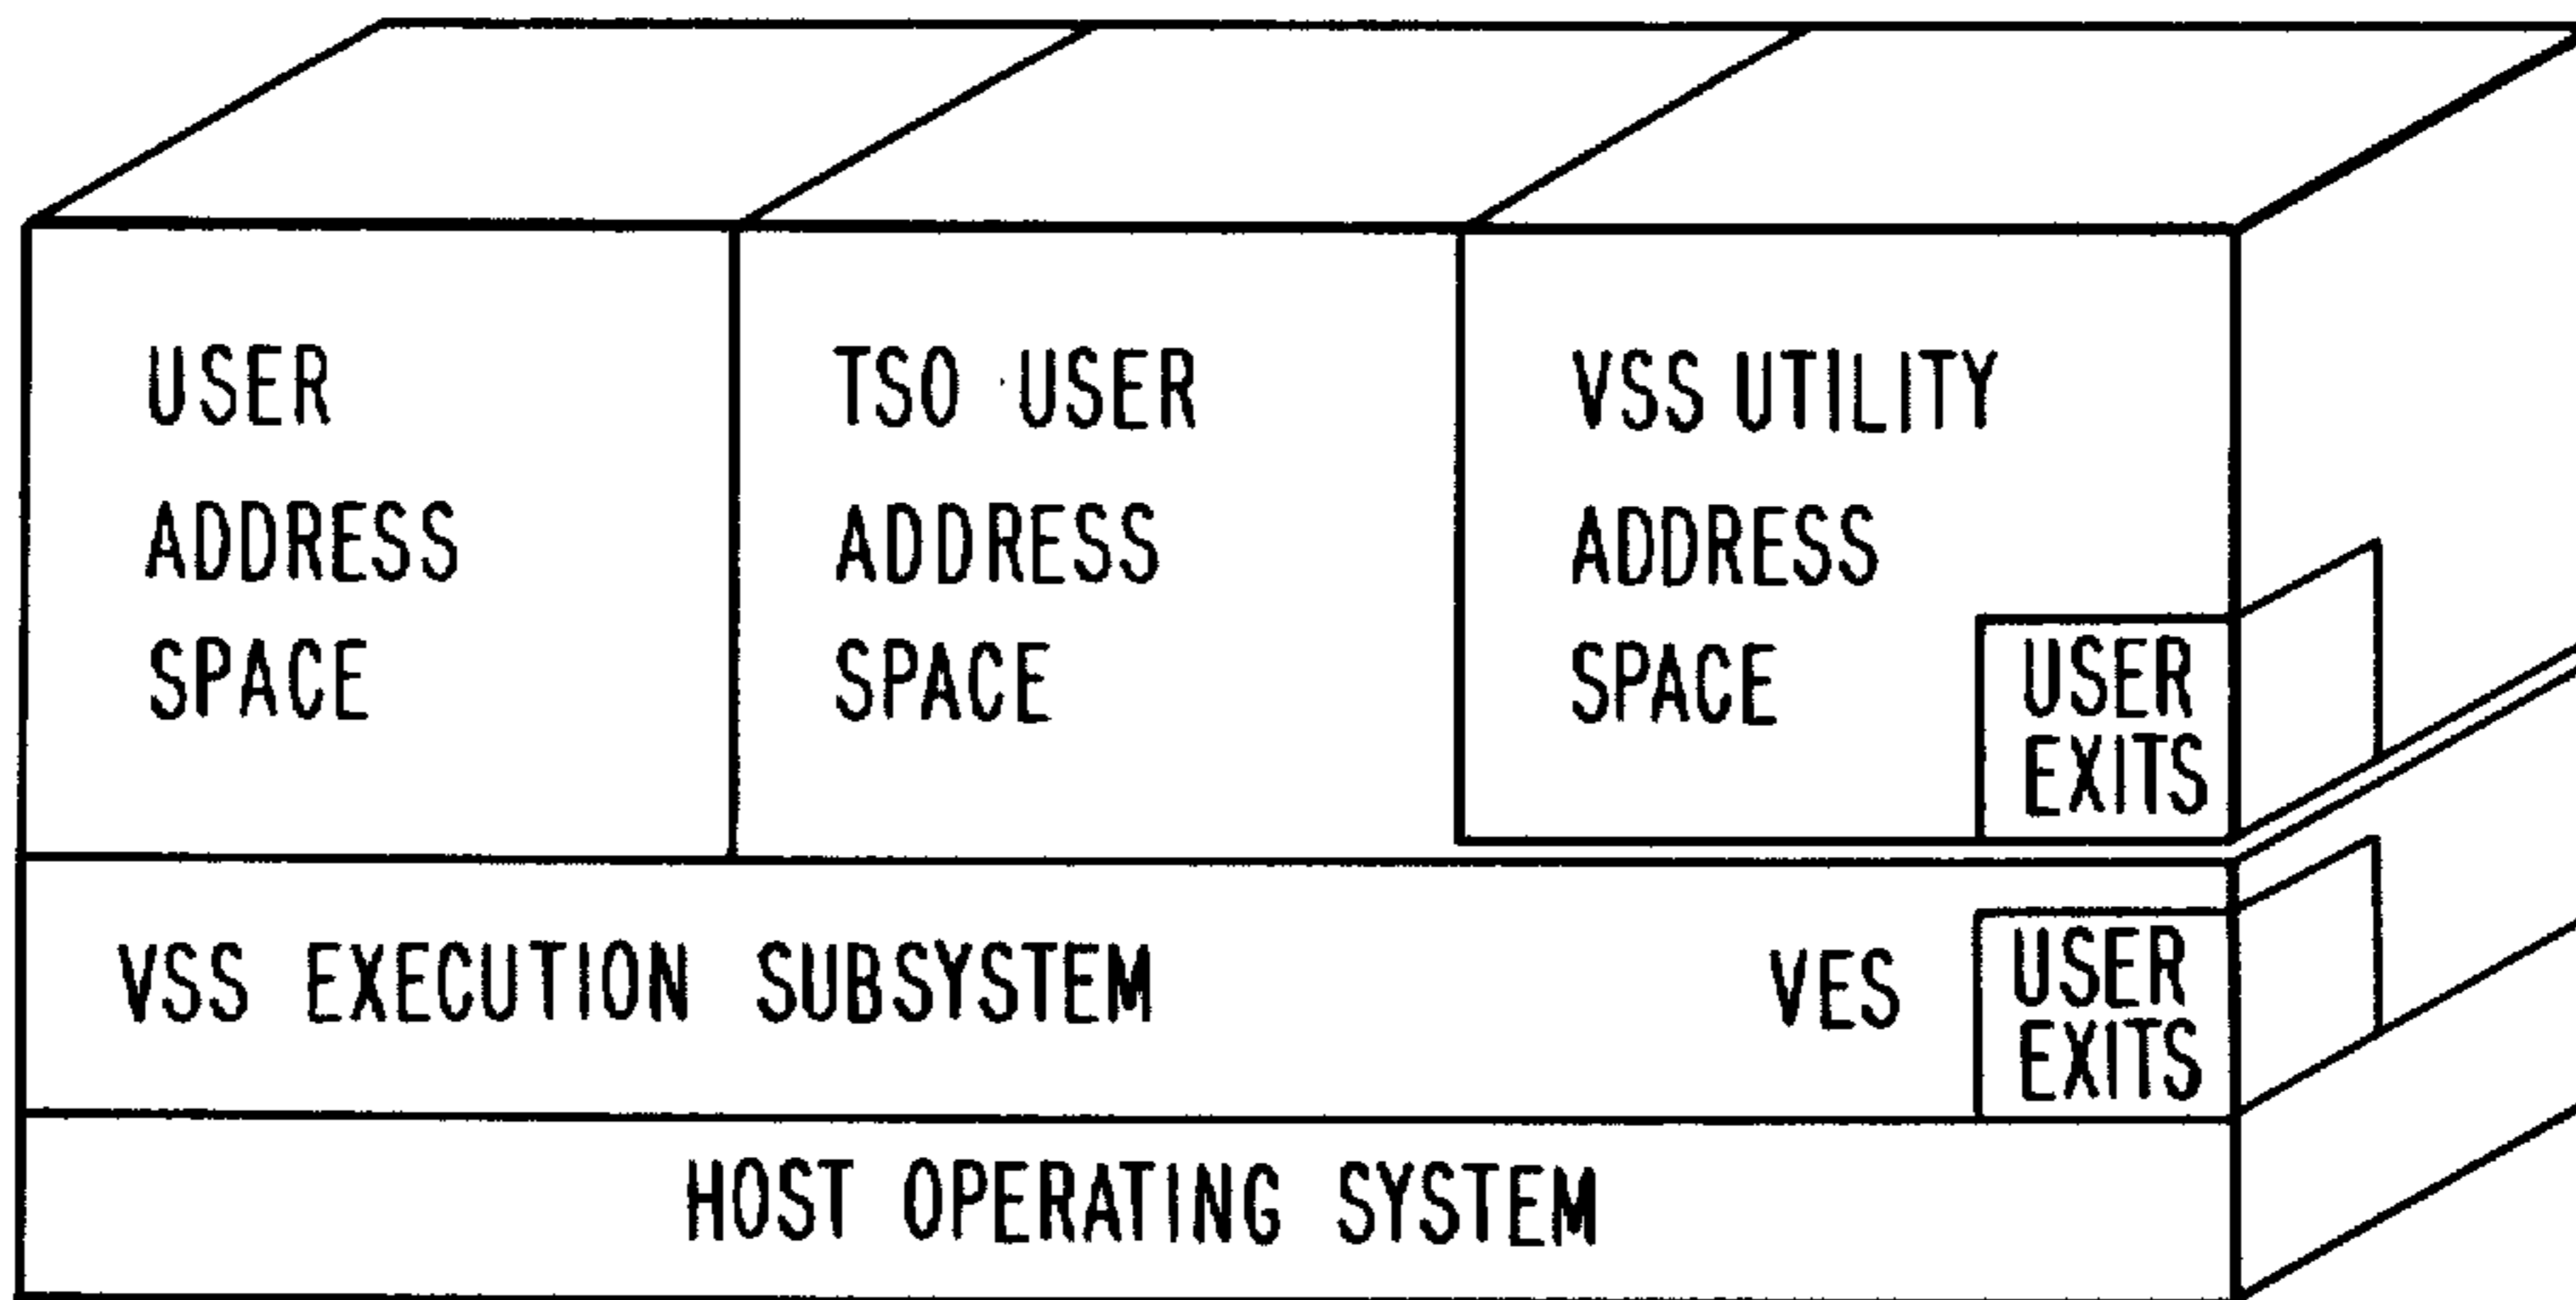 USER
ADDRESS
SPACE
TSO USER
ADDRESS
SPACE
VSS UTILITY
ADDRESS
SPACE
USER
EXITS
VSS EXECUTION SUBSYSTEM
VES
USER
EXITS
HOST OPERATING SYSTEM